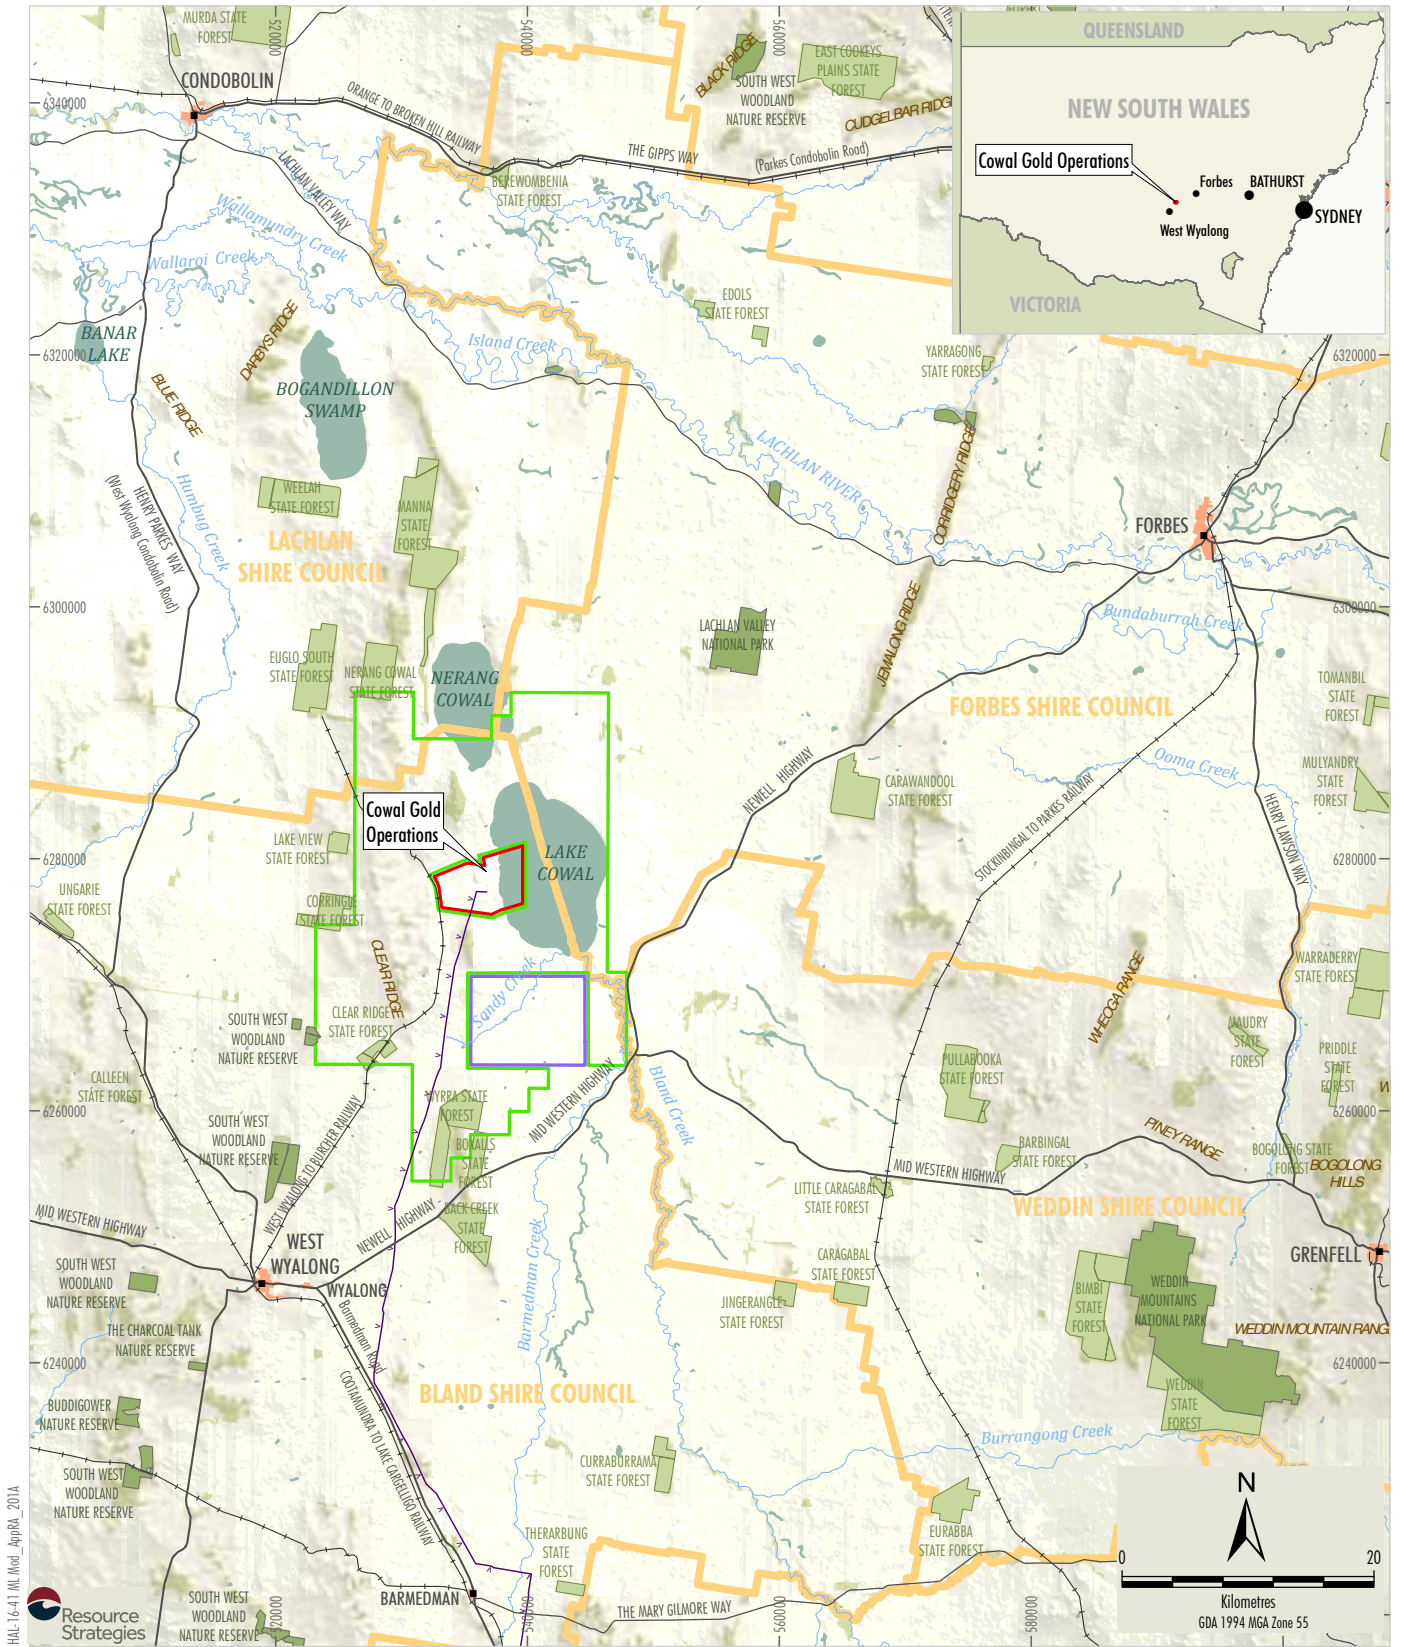 MURDA STATE
FOREST
520000
540000
560000
CONDOBOLIN
6340000
ORANGE TO BROKEN HILL RAILWAY
BLACK RIDGE
SOUTH WEST
WOODLAND
NATURE RESERVE
EAST COOKEYS
PLAINS STATE
FOREST
CUDGELBAR RIDGE
THE GIPPS WAY
(Parkes Condobolin Road)
LACHLAN VALLEY WAY
BEREWOMBENIA
STATE FOREST
QUEENSLAND
NEW SOUTH WALES
Cowal Gold Operations
Forbes
BATHURST
SYDNEY
West Wyalong
VICTORIA
Wallamundry Creek
Wallaroi Creek
BANAR
LAKE
6320000
DARBYS RIDGE
BLUE RIDGE
BOGANDILLON
SWAMP
Island Creek
EDOLS
STATE FOREST
YARRAGONG
STATE FOREST
6320000
HENRY PARKES WAY
(West Wyalong Condobolin Road)
Humbug Creek
WEELAH
STATE FOREST
MANNA
STATE
FOREST
LACHLAN
SHIRE COUNCIL
LACHLAN RIVER
CORRIDGERY RIDGE
FORBES
6300000
6300000
Bundaburrah Creek
JEMALONG RIDGE
LACHLAN VALLEY
NATIONAL PARK
EUGLO SOUTH
STATE FOREST
NERANG COWAL
STATE FOREST
NERANG
COWAL
FORBES SHIRE COUNCIL
TOMANBIL
STATE
FOREST
Ooma Creek
MULYANDRY
STATE
FOREST
NEWELL HIGHWAY
CARAWANDOOL
STATE FOREST
STOCKINBINGAL TO PARKES RAILWAY
HENRY LAWSON WAY
Cowal Gold
Operations
LAKE VIEW
STATE FOREST
LAKE
COWAL
6280000
6280000
UNGARIE
STATE FOREST
CORRINGLE
STATE FOREST
CLEAR RIDGE
Sandy Creek
WARRADERRY
STATE FOREST
WHEOGA RANGE
SOUTH WEST
WOODLAND
NATURE RESERVE
CLEAR RIDGE
STATE FOREST
MAUDRY
STATE
FOREST
PRIDDLE
STATE
FOREST
CALLEEN
STATE FOREST
PULLABOOKA
STATE FOREST
W
6260000
6260000
WYRRA STATE
FOREST
MID WESTERN HIGHWAY
Bland Creek
SOUTH WEST
WOODLAND
NATURE RESERVE
WEST WYALONG TO BURCHER RAILWAY
BOXALLS
STATE
FOREST
PINEY RANGE
BARBINGAL
STATE FOREST
BOGOLONG STATE
FOREST
BOGOLONG
HILLS
MID WESTERN HIGHWAY
LITTLE CARAGABAL
STATE FOREST
WEDDIN SHIRE COUNCIL
MID WESTERN HIGHWAY
NEWELL HIGHWAY
BACK CREEK
STATE
FOREST
Barmedman Creek
WEST
WYALONG
WYALONG
CARAGABAL
STATE FOREST
GRENFELL
SOUTH WEST
WOODLAND
NATURE RESERVE
JINGERANGLE
STATE FOREST
BIMBI
STATE
FOREST
WEDDIN
MOUNTAINS
NATIONAL PARK
WEDDIN MOUNTAIN RANG
THE CHARCOAL TANK
NATURE RESERVE
Barmedman Road
6240000
6240000
COOTAMUNDRA TO LAKE CARGELLIGO RAILWAY
BLAND SHIRE COUNCIL
WEDDIN
STATE
FOREST
BUDDIGOWER
NATURE RESERVE
Burrangong Creek
SOUTH WEST
WOODLAND
NATURE RESERVE
CURRABURRAMA
STATE FOREST
EURABBA
STATE FOREST
THERARBUNG
STATE
FOREST
BARMEDMAN
THE MARY GILMORE WAY
SOUTH WEST
WOODLAND
NATURE RESERVE
520000
540000
560000
580000
N
0
20
Kilometres
GDA 1994 MGA Zone 55
HAL-16-41 ML Mod_AppRA_201A
Resource
Strategies